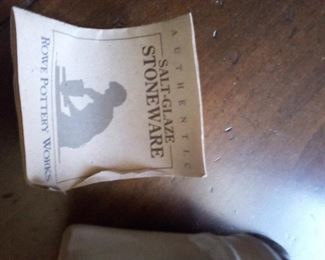 AUTHENTIC
SALT-GLAZE
STONEWARE
ROWE POTTERY WORKS